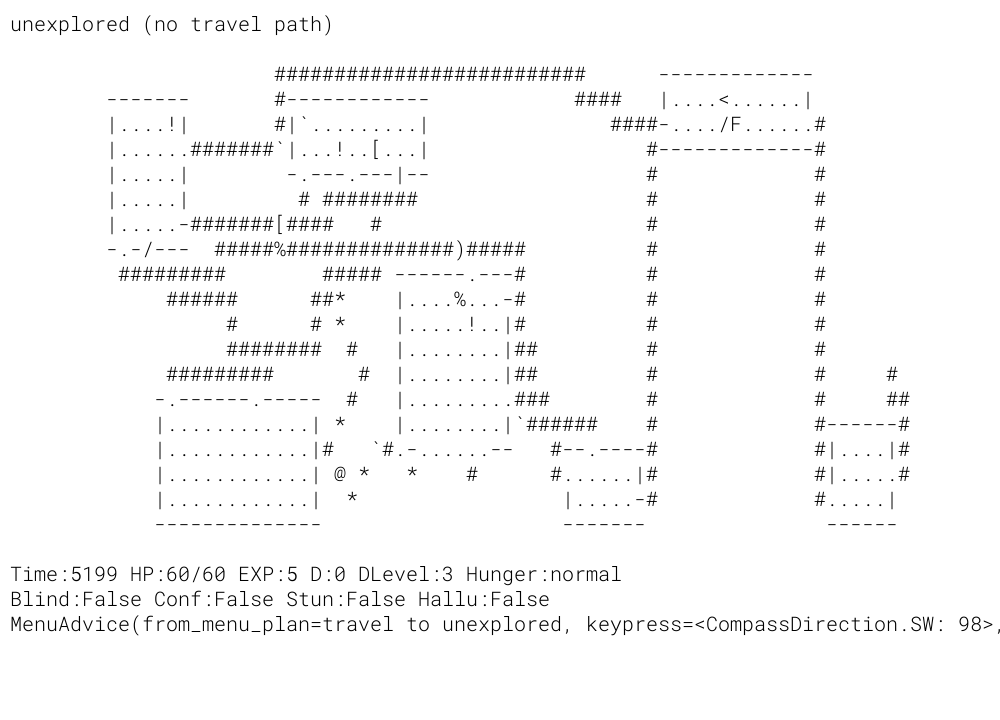 unexplored (no travel path)
                      ##########################      -------------
        -------       #------------            ####   |....<......|
        |....!|       #|`.........|               ####-..../F......#
        |......#######`|...!..[...|                  #-------------#
        |.....|        -.---.---|--                  #             #
        |.....|         # ########                   #             #
        |.....-#######[####   #                      #             #
        -.-/---  #####%##############)#####          #             #
         #########        ##### ------.---#          #             #
             ######      ##*    |....%...-#          #             #
                  #      # *    |.....!..|#          #             #
                  ########  #   |........|##         #             #
             #########       #  |........|##         #             #     #
            -.------.-----  #   |.........###        #             #     ##
            |............| *    |........|`######    #             #------#
            |............|#   `#.-.......--   #--.----#             #|....|#
            |............| @ *   *    #      #......|#             #|.....#
            |............|  *                 |.....-#             #.....|
            --------------                    -------               ------
Time:5199 HP:60/60 EXP:5 D:0 DLevel:3 Hunger:normal
Blind:False Conf:False Stun:False Hallu:False
MenuAdvice(from_menu_plan=travel to unexplored, keypress=<CompassDirection.SW: 98>,